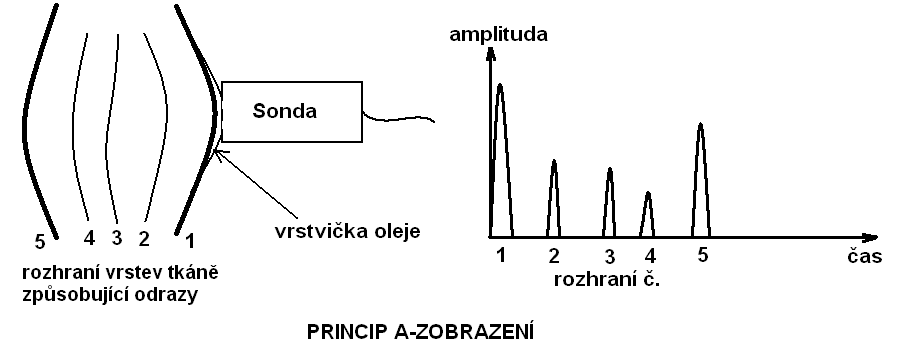 Sonda
vrstvička oleje
5 4 3 2 1
rozhraní vrstev tkáně
způsobující odrazy
amplituda
1 2 3 4 5
čas
rozhraní č.
PRINCIP A-ZOBRAZENÍ